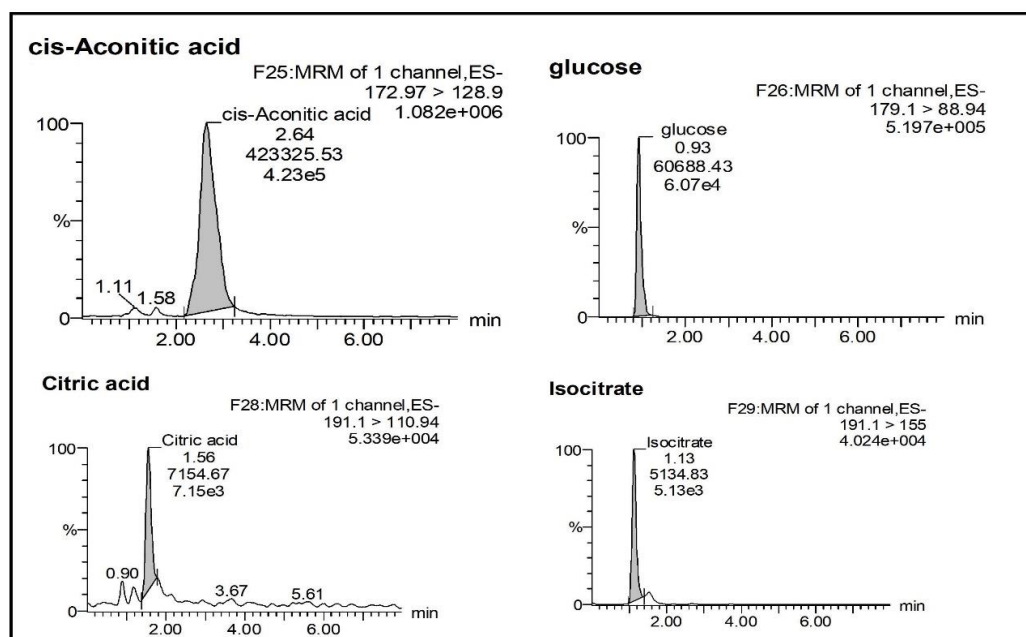 cis-Aconitic acid
F25:MRM of 1 channel,ES-
172.97 > 128.9
1.082e+006
100
cis-Aconitic acid
2.64
423325.53
4.23e5
%
1.11
1.58
0
min
2.00
4.00
6.00
glucose
F26:MRM of 1 channel,ES-
179.1 > 88.94
5.197e+005
100
glucose
0.93
60688.43
6.07e4
%
0
min
2.00
4.00
6.00
Citric acid
F28:MRM of 1 channel,ES-
191.1 > 110.94
5.339e+004
100
Citric acid
1.56
7154.67
7.15e3
%
0.90
3.67
5.61
0
min
2.00
4.00
6.00
Isocitrate
F29:MRM of 1 channel,ES-
191.1 > 155
4.024e+004
100
Isocitrate
1.13
5134.83
5.13e3
%
0
min
2.00
4.00
6.00